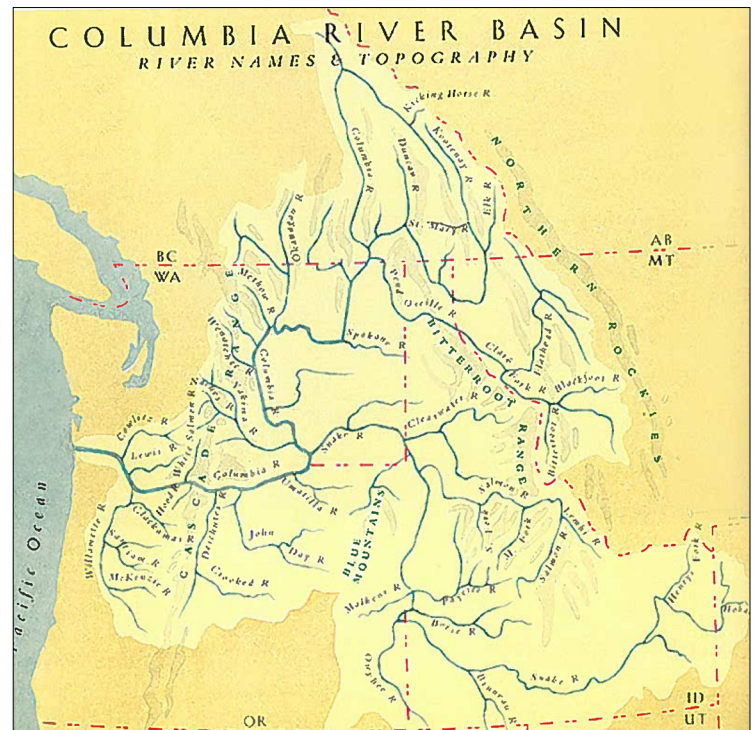 COLUMBIA RIVER BASIN
RIVER NAMES & TOPOGRAPHY
Kicking Horse R
Kootenay R
Columbia R
Duncan R
NORTHERN ROCKIES
Elk R
St. Mary R
Okanagon R
BC
WA
AB
MT
Methow R
Pend Oreille R
Wenatchee R
RANGE
Columbia R
Spokane R
BITTERROOT RANGE
Clark Fork R
Flathead R
Blackfoot R
Bitterroot R
Naches R
Yakima R
Clearwater R
Snake R
Cowlitz R
Lewis R
White Salmon R
CARSCADE
Columbia R
Hood R
Umatilla R
Salmon R
Lemhi R
Pacific Ocean
Willamette R
Clackamas R
Santiam R
McKenzie R
Deschutes R
John Day R
Crooked R
BLUE MOUNTAINS
S. Fork
M. Fork
Salmon R
Henrys Fork R
Malheur R
Payette R
Boise R
Owyhee R
Bruneau R
Snake R
ID
UT
OR